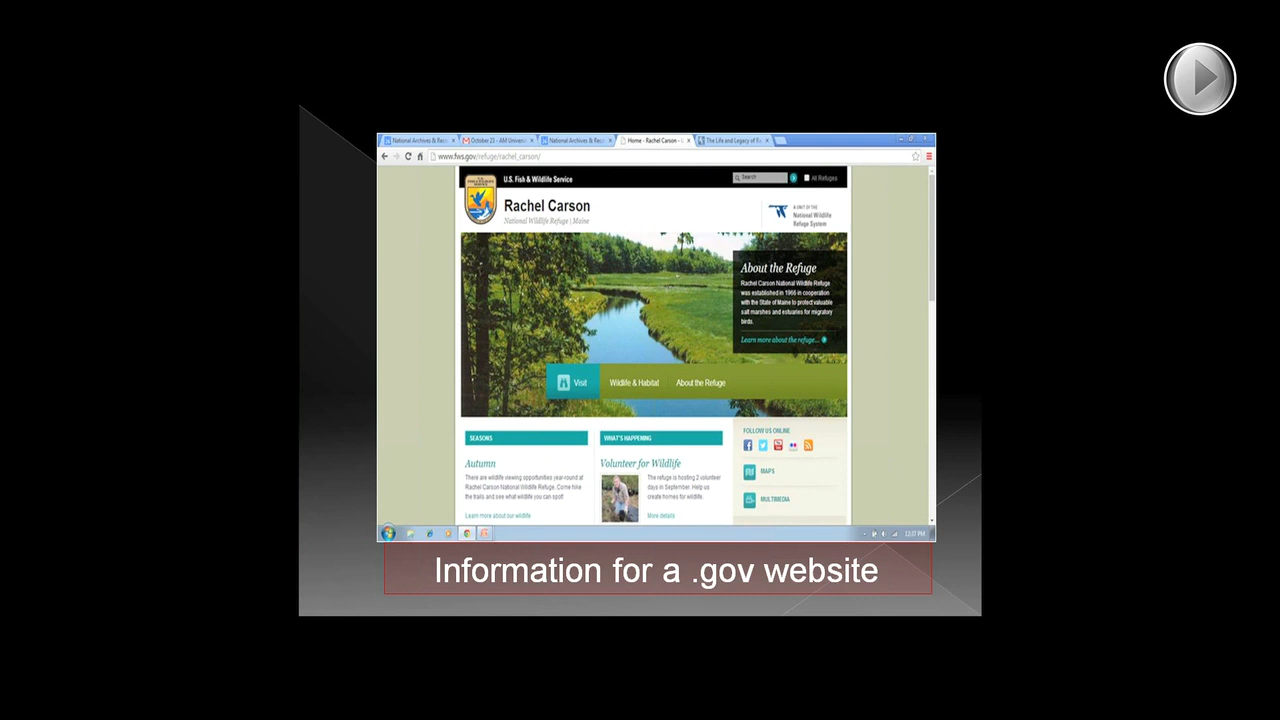 National Archives & Rec
October 23 - AM Univers
National Archives & Rec
Home - Rachel Carson - U
The Life and Legacy of Ra
www.fws.gov/refuge/rachel_carson/
U.S. Fish & Wildlife Service
Search
All Refuges
Rachel Carson
National Wildlife Refuge | Maine
A UNIT OF THE
National Wildlife
Refuge System
About the Refuge
Rachel Carson National Wildlife Refuge
was established in 1966 in cooperation
with the State of Maine to protect valuable
salt marshes and estuaries for migratory
birds.
Learn more about the refuge...
Visit
Wildlife & Habitat
About the Refuge
SEASONS
Autumn
There are wildlife viewing opportunities year-round at
Rachel Carson National Wildlife Refuge. Come hike
the trails and see what wildlife you can spot!
Learn more about our wildlife
WHAT'S HAPPENING
Volunteer for Wildlife
The refuge is hosting 2 volunteer
days in September. Help us
create homes for wildlife.
More details
FOLLOW US ONLINE
MAPS
MULTIMEDIA
12:37 PM
Information for a .gov website